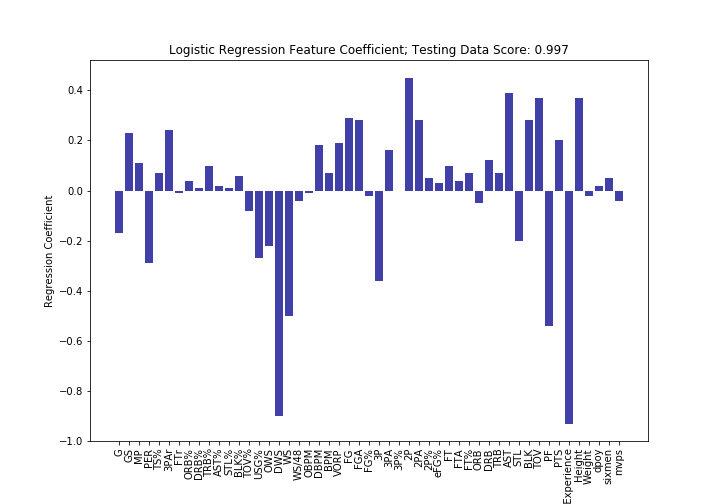 Logistic Regression Feature Coefficient; Testing Data Score: 0.997
Regression Coefficient
0.4
0.2
0.0
−0.2
−0.4
−0.6
−0.8
−1.0
G
GS
MP
PER
TS%
3PAr
FTr
ORB%
DRB%
TRB%
AST%
STL%
BLK%
TOV%
USG%
OWS
DWS
WS
WS/48
OBPM
DBPM
BPM
VORP
FG
FGA
FG%
3P
3PA
3P%
2P
2PA
2P%
eFG%
FT
FTA
FT%
ORB
DRB
TRB
AST
STL
BLK
TOV
PF
PTS
Experience
Height
Weight
dpoy
sixmen
mvps